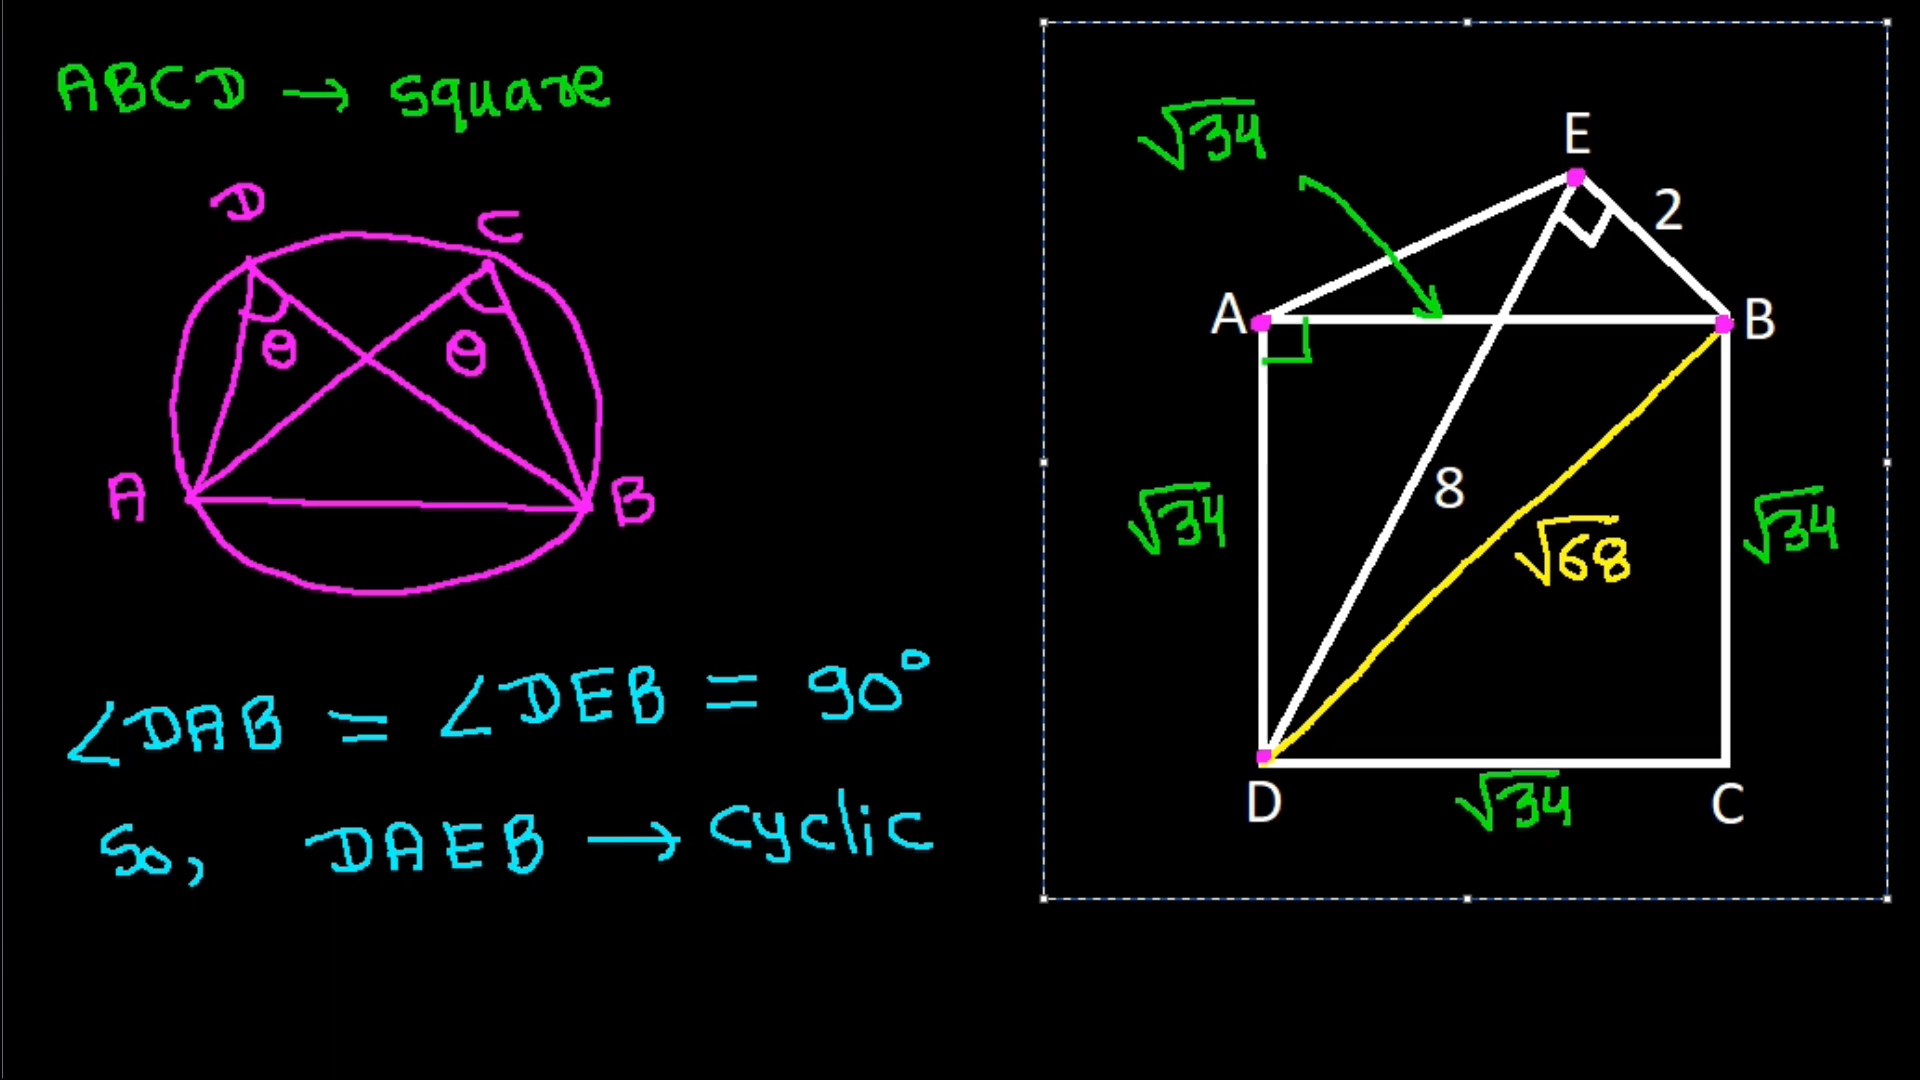 ABCD → square
D
C
θ
θ
A
B
∠DAB = ∠DEB = 90°
So, DAEB → cyclic
√34
E
2
A
B
8
√34
√68
√34
D
√34
C